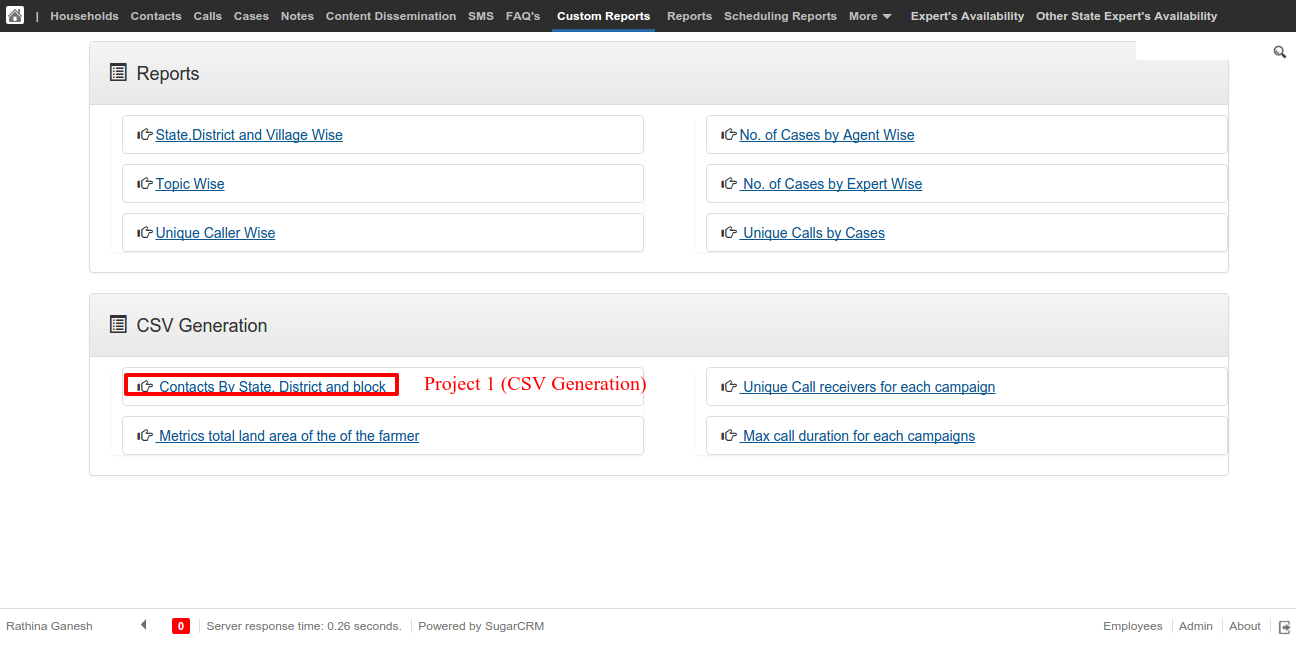 | Households Contacts Calls Cases Notes Content Dissemination SMS FAQ's Custom Reports Reports Scheduling Reports More Expert's Availability Other State Expert's Availability
Reports
State,District and Village Wise
No. of Cases by Agent Wise
Topic Wise
No. of Cases by Expert Wise
Unique Caller Wise
Unique Calls by Cases
CSV Generation
Contacts By State, District and block
Project 1 (CSV Generation)
Unique Call receivers for each campaign
Metrics total land area of the of the farmer
Max call duration for each campaigns
Rathina Ganesh 0 Server response time: 0.26 seconds. Powered by SugarCRM Employees Admin About